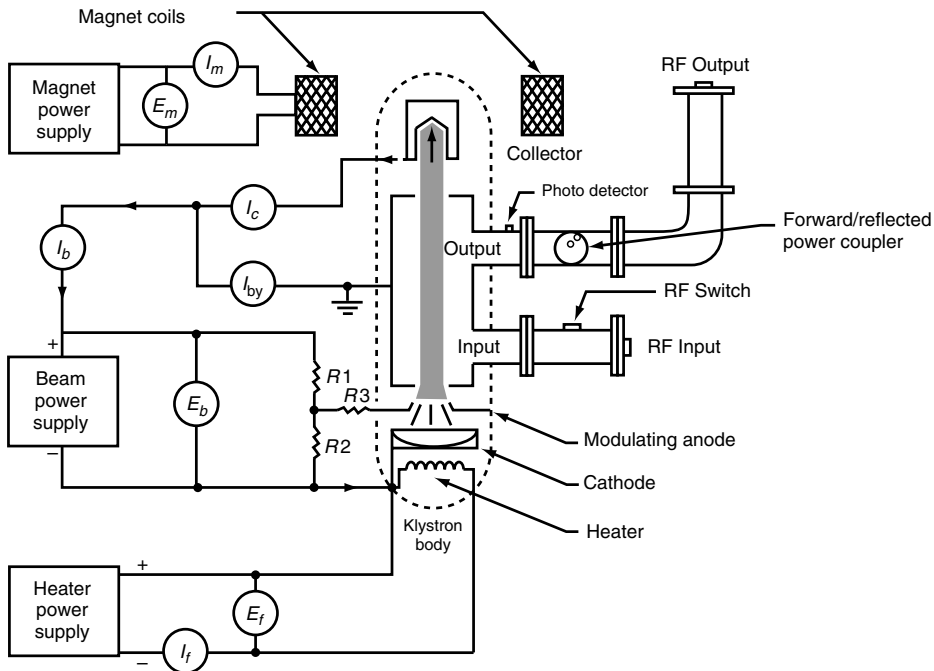 Magnet coils
Magnet
power
supply
I_m
E_m
RF Output
Collector
Photo detector
Forward/reflected
power coupler
Output
I_c
I_b
I_by
RF Switch
Input
RF Input
+
Beam
power
supply
–
E_b
R1
R3
R2
Modulating anode
Cathode
Heater
Klystron
body
+
Heater
power
supply
–
E_f
I_f